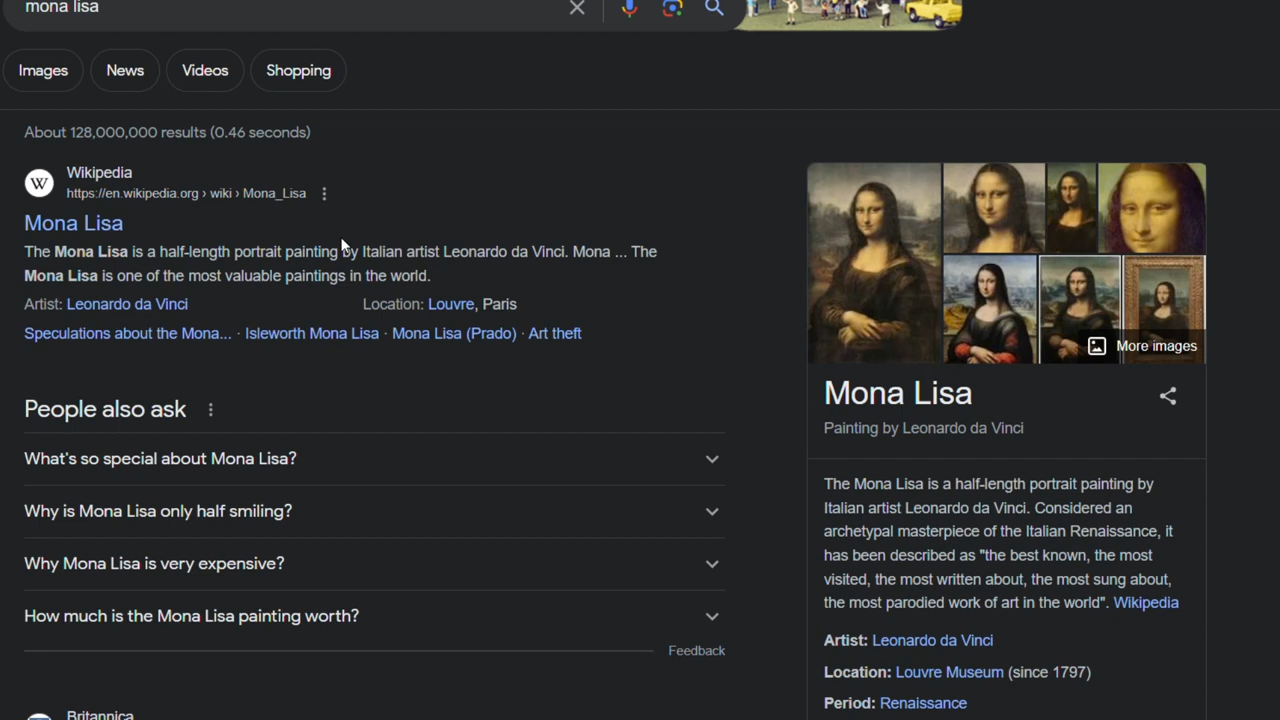 mona lisa
Images News Videos Shopping
About 128,000,000 results (0.46 seconds)
W
Wikipedia
https://en.wikipedia.org › wiki › Mona_Lisa
Mona Lisa
The Mona Lisa is a half-length portrait painting by Italian artist Leonardo da Vinci. Mona ... The
Mona Lisa is one of the most valuable paintings in the world.
Artist: Leonardo da Vinci Location: Louvre, Paris
Speculations about the Mona... · Isleworth Mona Lisa · Mona Lisa (Prado) · Art theft
People also ask
What's so special about Mona Lisa?
Why is Mona Lisa only half smiling?
Why Mona Lisa is very expensive?
How much is the Mona Lisa painting worth?
Feedback
Britannica
More images
Mona Lisa
Painting by Leonardo da Vinci
The Mona Lisa is a half-length portrait painting by
Italian artist Leonardo da Vinci. Considered an
archetypal masterpiece of the Italian Renaissance, it
has been described as "the best known, the most
visited, the most written about, the most sung about,
the most parodied work of art in the world". Wikipedia
Artist: Leonardo da Vinci
Location: Louvre Museum (since 1797)
Period: Renaissance